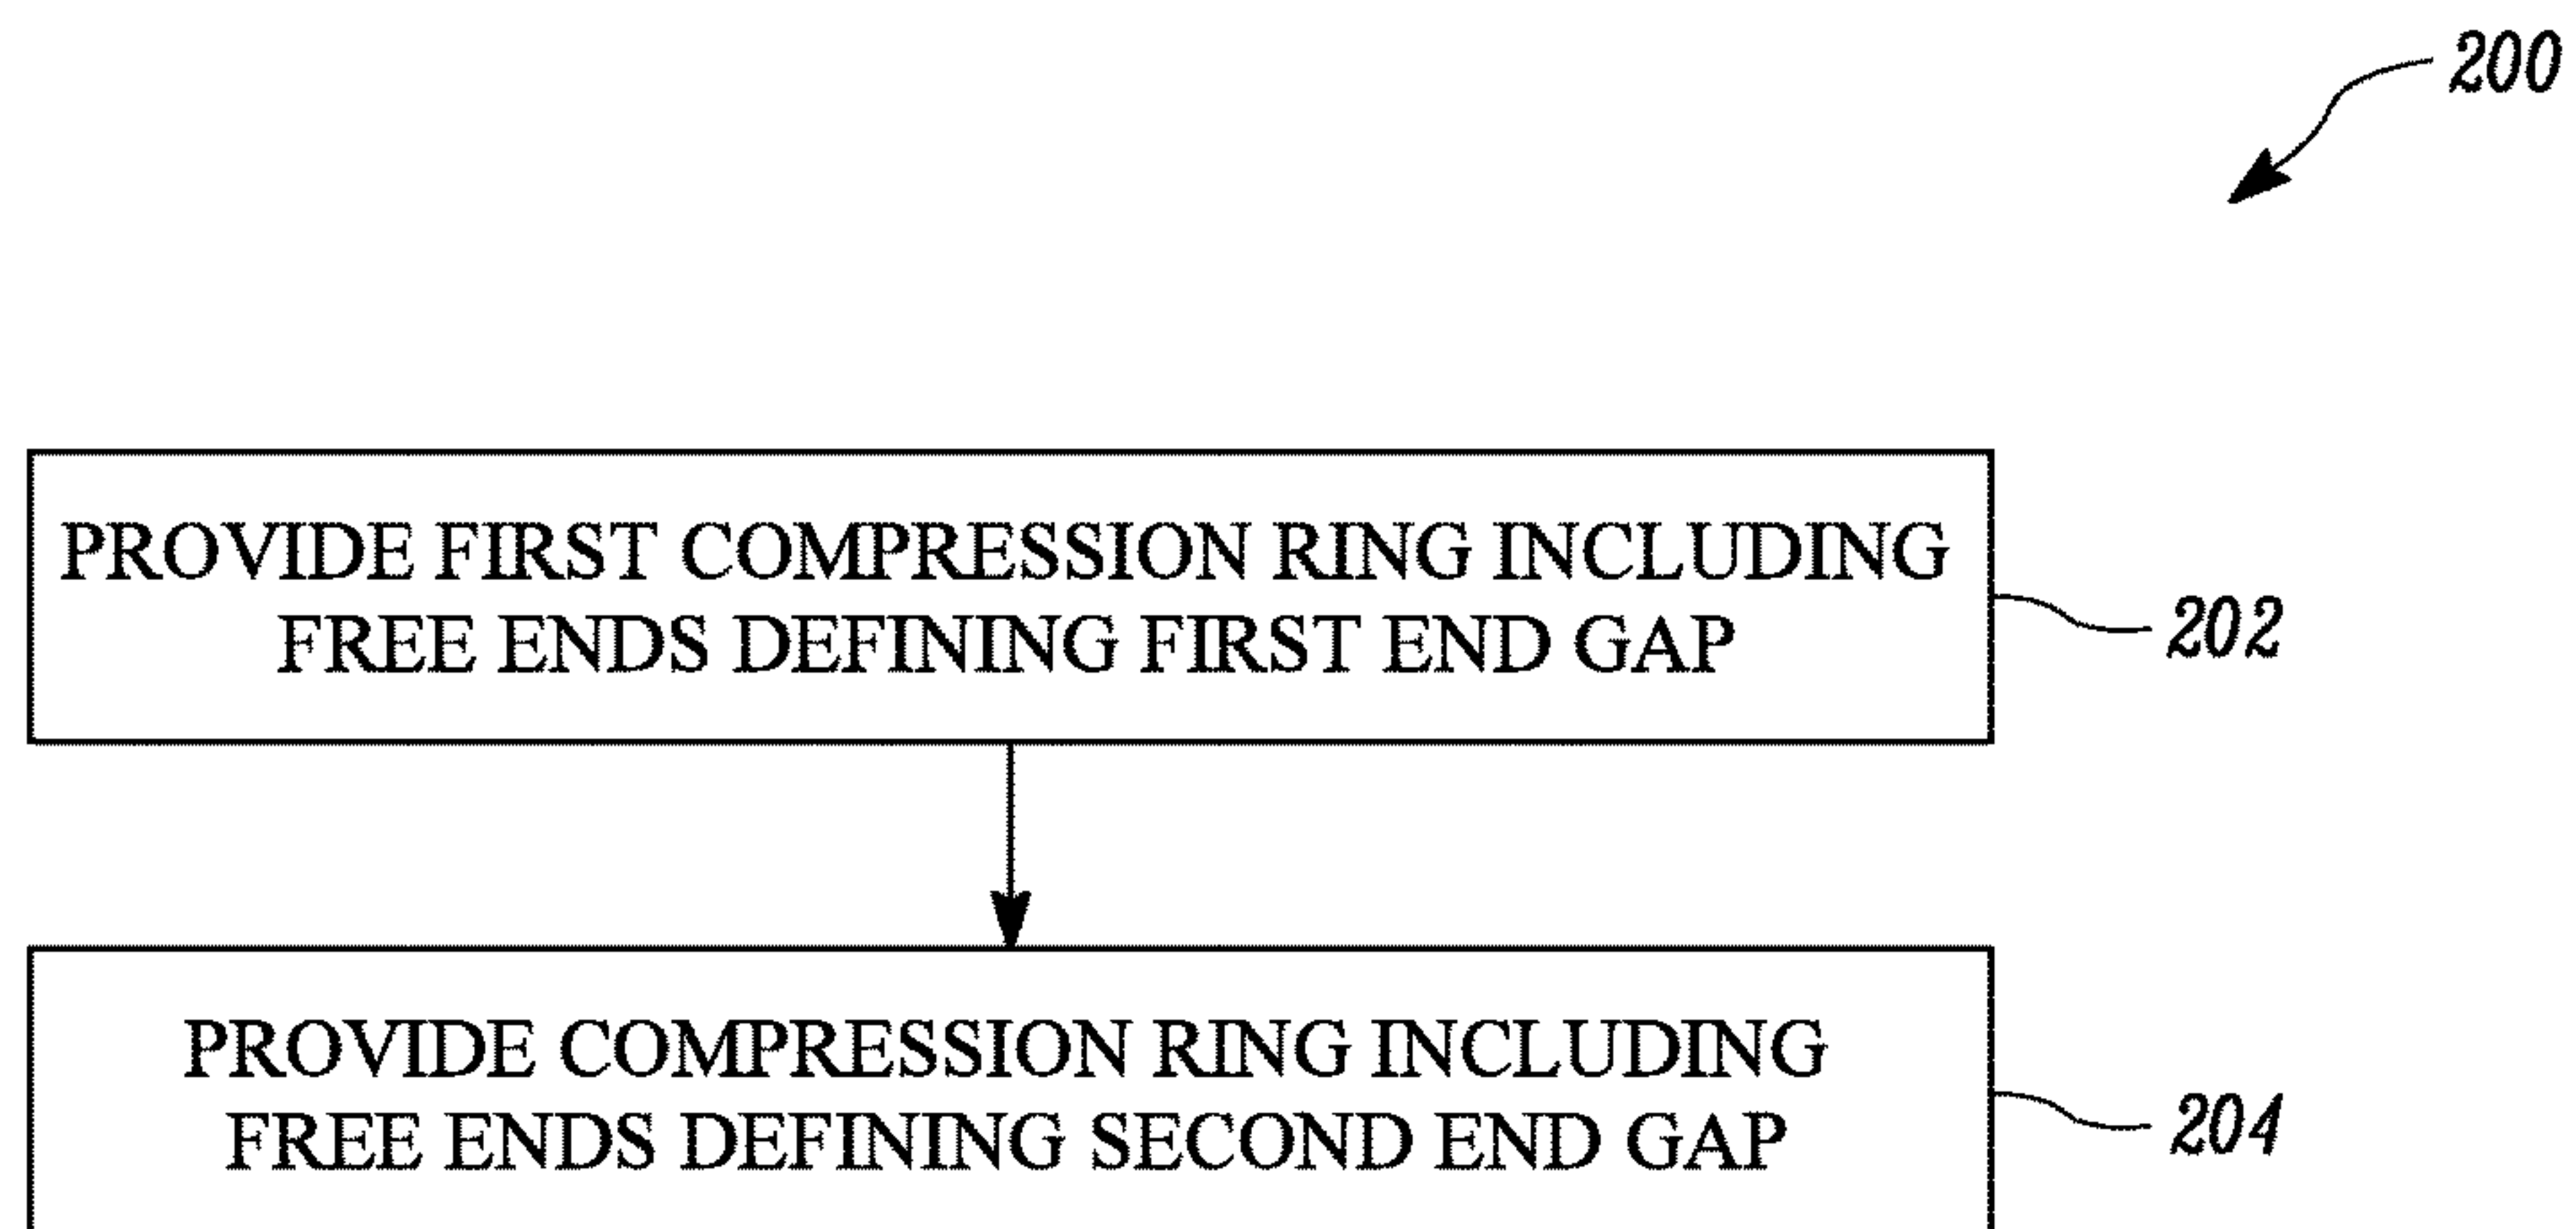 200
PROVIDE FIRST COMPRESSION RING INCLUDING
FREE ENDS DEFINING FIRST END GAP
202
PROVIDE COMPRESSION RING INCLUDING
FREE ENDS DEFINING SECOND END GAP
204